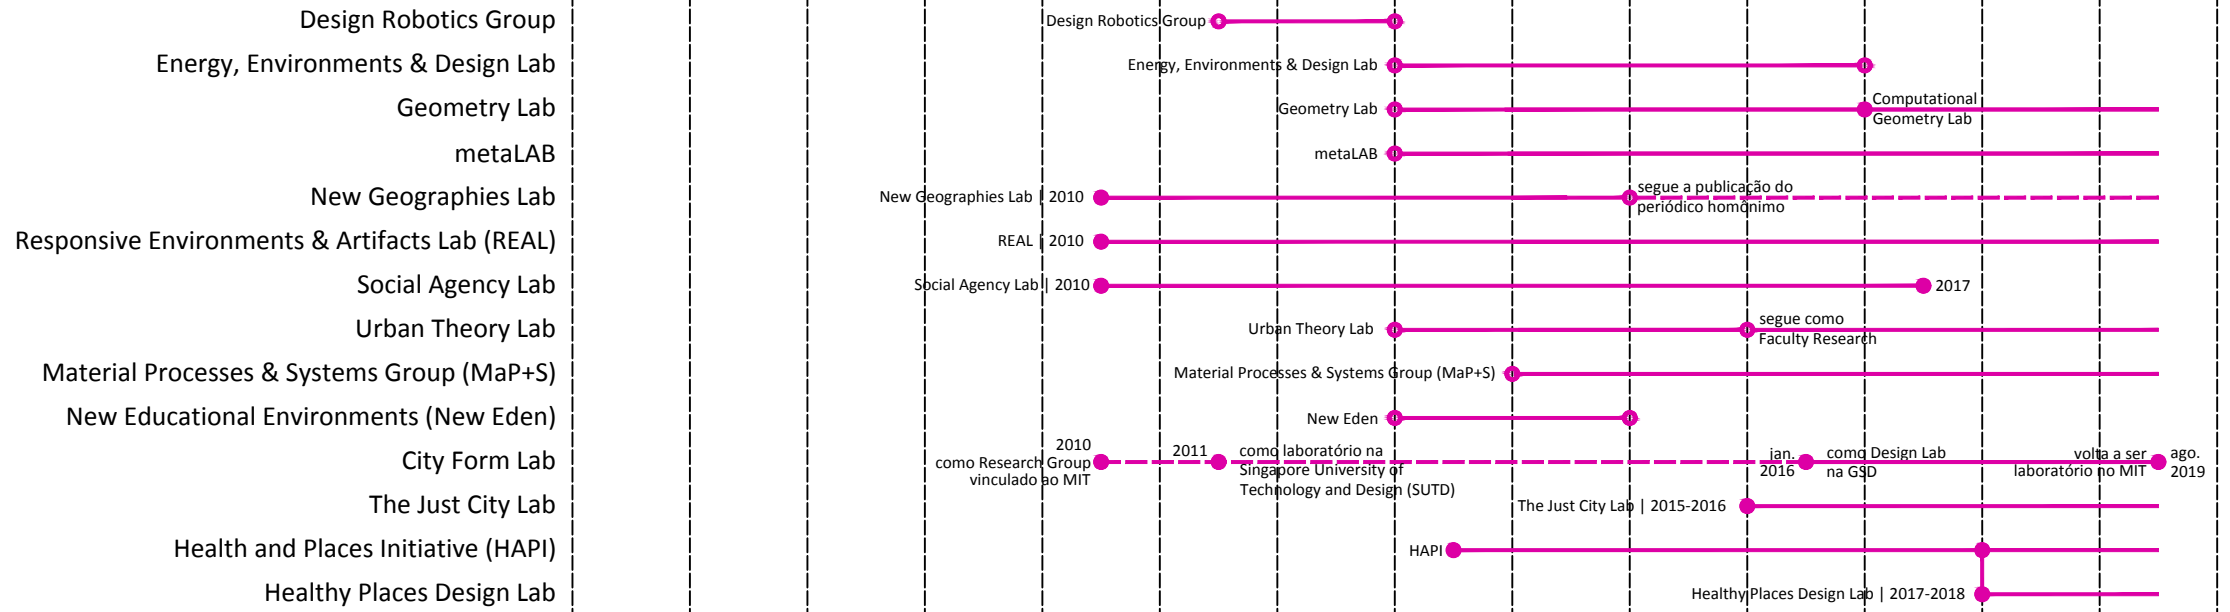 Design Robotics Group
Design Robotics Group
Energy, Environments & Design Lab
Energy, Environments & Design Lab
Geometry Lab
Geometry Lab
Computational
Geometry Lab
metaLAB
metaLAB
New Geographies Lab
New Geographies Lab | 2010
segue a publicação do
periódico homônimo
Responsive Environments & Artifacts Lab (REAL)
REAL | 2010
Social Agency Lab
Social Agency Lab | 2010
2017
Urban Theory Lab
Urban Theory Lab
segue como
Faculty Research
Material Processes & Systems Group (MaP+S)
Material Processes & Systems Group (MaP+S)
New Educational Environments (New Eden)
New Eden
City Form Lab
2010
como Research Group
vinculado ao MIT
2011
como laboratório na
Singapore University of
Technology and Design (SUTD)
jan.
2016
como Design Lab
na GSD
volta a ser
laboratório no MIT
ago.
2019
The Just City Lab
The Just City Lab | 2015-2016
Health and Places Initiative (HAPI)
HAPI
Healthy Places Design Lab
Healthy Places Design Lab | 2017-2018